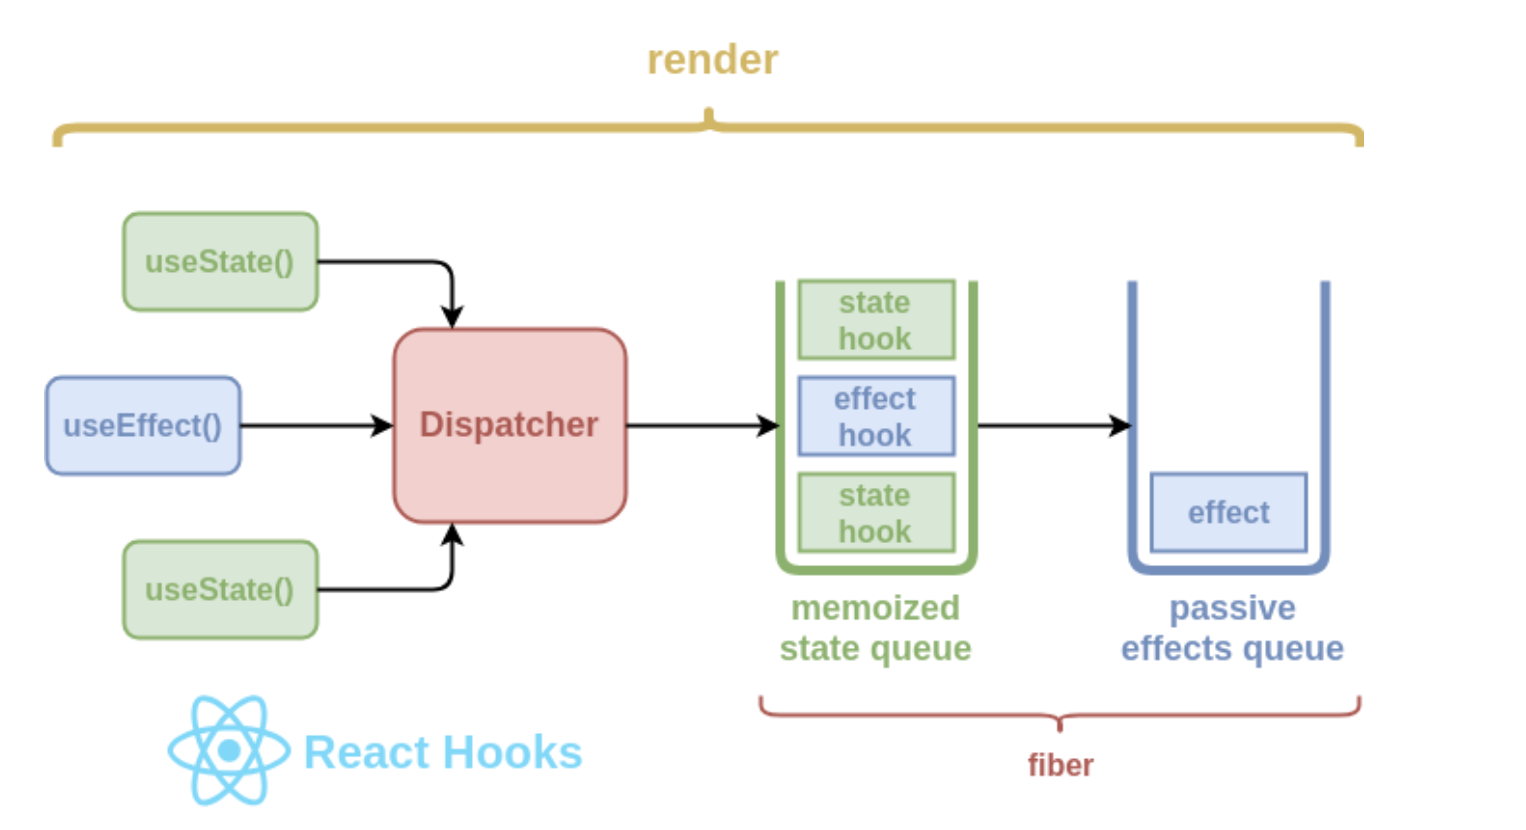 render
useState()
useEffect()
useState()
Dispatcher
state
hook
effect
hook
state
hook
memoized
state queue
effect
passive
effects queue
fiber
React Hooks